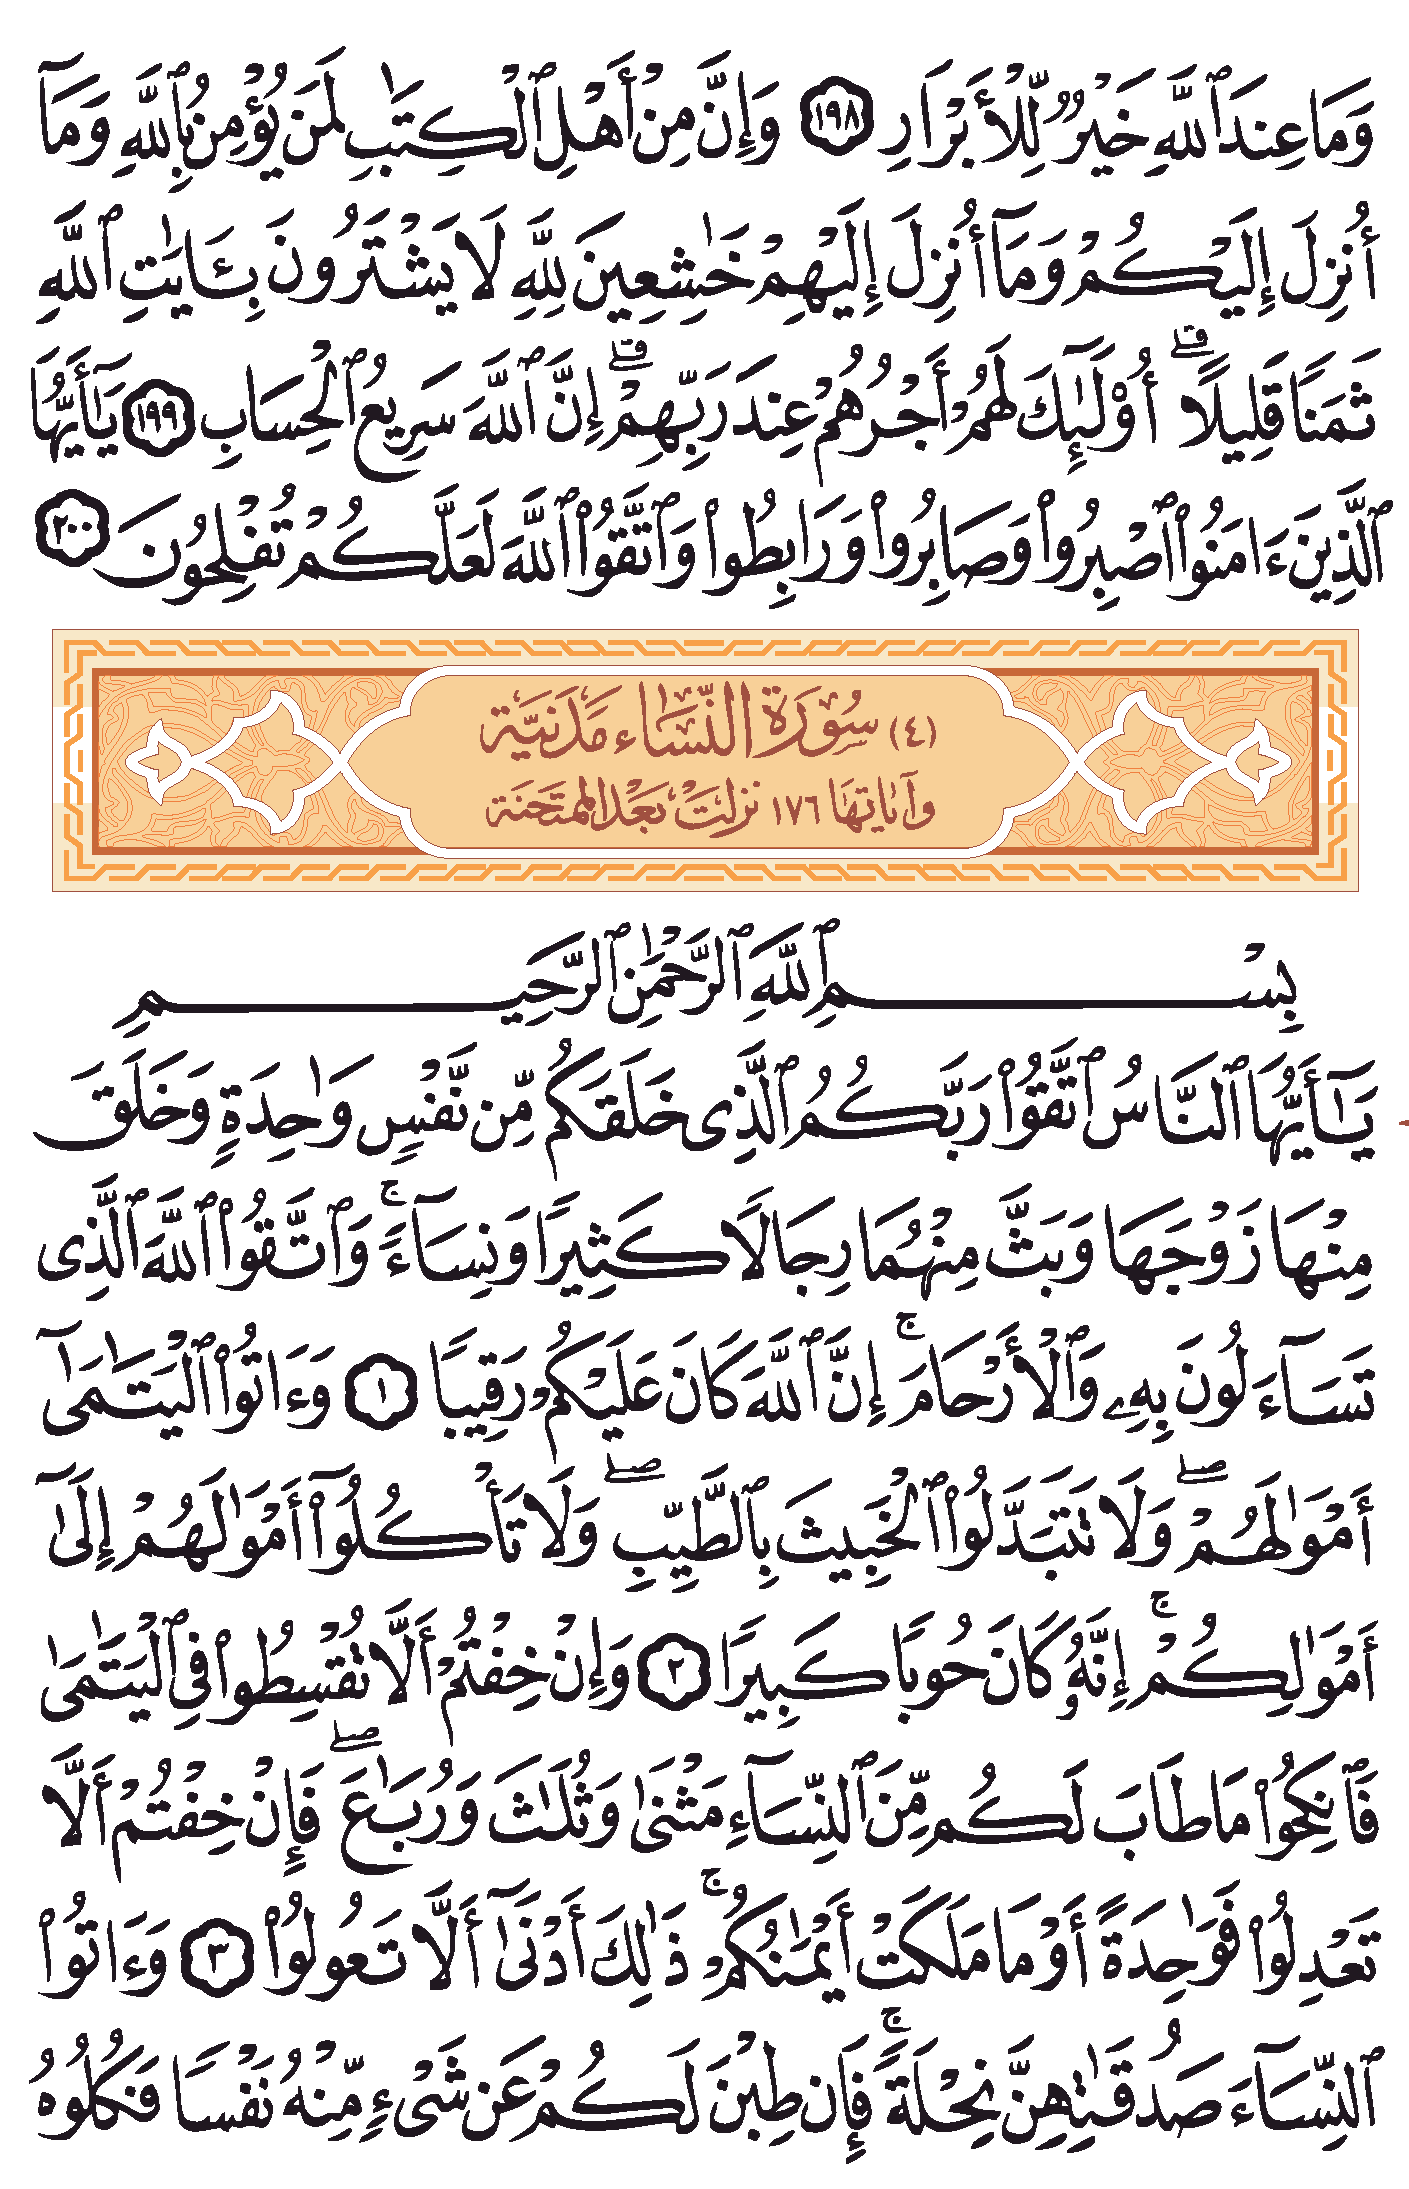 وَمَا عِندَ ٱللَّهِ خَيْرٌ لِّلْأَبْرَارِ ١٩٨ وَإِنَّ مِنْ أَهْلِ ٱلْكِتَٰبِ لَمَن يُؤْمِنُ بِٱللَّهِ وَمَآ
أُنزِلَ إِلَيْكُمْ وَمَآ أُنزِلَ إِلَيْهِمْ خَٰشِعِينَ لِلَّهِ لَا يَشْتَرُونَ بِـَٔايَٰتِ ٱللَّهِ
ثَمَنًا قَلِيلًا ۗ أُو۟لَٰٓئِكَ لَهُمْ أَجْرُهُمْ عِندَ رَبِّهِمْ ۗ إِنَّ ٱللَّهَ سَرِيعُ ٱلْحِسَابِ ١٩٩ يَٰٓأَيُّهَا
ٱلَّذِينَ ءَامَنُوا۟ ٱصْبِرُوا۟ وَصَابِرُوا۟ وَرَابِطُوا۟ وَٱتَّقُوا۟ ٱللَّهَ لَعَلَّكُمْ تُفْلِحُونَ ٢٠٠
(٤) سُورَة النِّسَاء مَدَنِيَّة
وآياتها ١٧٦ نزلت بَعْد الممتحنة
بِسْمِ ٱللَّهِ ٱلرَّحْمَٰنِ ٱلرَّحِيمِ
يَٰٓأَيُّهَا ٱلنَّاسُ ٱتَّقُوا۟ رَبَّكُمُ ٱلَّذِى خَلَقَكُم مِّن نَّفْسٍ وَٰحِدَةٍ وَخَلَقَ
مِنْهَا زَوْجَهَا وَبَثَّ مِنْهُمَا رِجَالًا كَثِيرًا وَنِسَآءً ۚ وَٱتَّقُوا۟ ٱللَّهَ ٱلَّذِى
تَسَآءَلُونَ بِهِۦ وَٱلْأَرْحَامَ ۚ إِنَّ ٱللَّهَ كَانَ عَلَيْكُمْ رَقِيبًا ١ وَءَاتُوا۟ ٱلْيَتَٰمَىٰٓ
أَمْوَٰلَهُمْ ۖ وَلَا تَتَبَدَّلُوا۟ ٱلْخَبِيثَ بِٱلطَّيِّبِ ۖ وَلَا تَأْكُلُوٓا۟ أَمْوَٰلَهُمْ إِلَىٰٓ
أَمْوَٰلِكُمْ ۚ إِنَّهُۥ كَانَ حُوبًا كَبِيرًا ٢ وَإِنْ خِفْتُمْ أَلَّا تُقْسِطُوا۟ فِى ٱلْيَتَٰمَىٰ
فَٱنكِحُوا۟ مَا طَابَ لَكُم مِّنَ ٱلنِّسَآءِ مَثْنَىٰ وَثُلَٰثَ وَرُبَٰعَ ۖ فَإِنْ خِفْتُمْ أَلَّا
تَعْدِلُوا۟ فَوَٰحِدَةً أَوْ مَا مَلَكَتْ أَيْمَٰنُكُمْ ۚ ذَٰلِكَ أَدْنَىٰٓ أَلَّا تَعُولُوا۟ ٣ وَءَاتُوا۟
ٱلنِّسَآءَ صَدُقَٰتِهِنَّ نِحْلَةً ۚ فَإِن طِبْنَ لَكُمْ عَن شَىْءٍ مِّنْهُ نَفْسًا فَكُلُوهُ